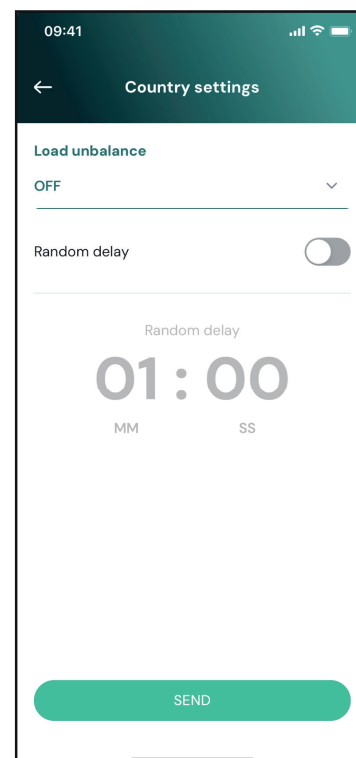 09:41
Country settings
Load unbalance
OFF
Random delay
Random delay
01 : 00
MM SS
SEND